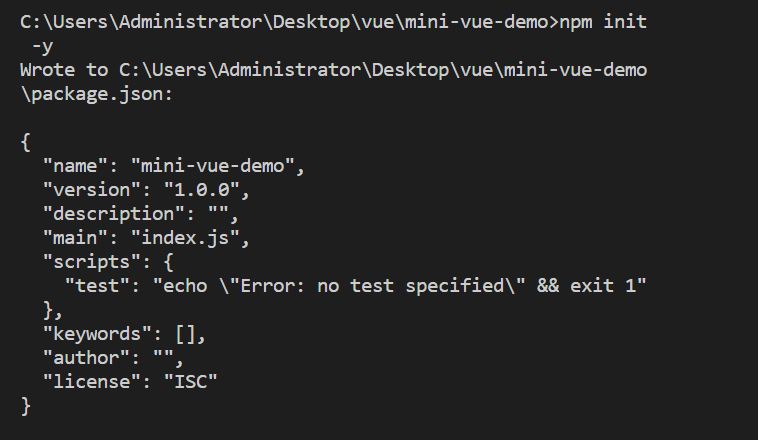 C:\Users\Administrator\Desktop\vue\mini-vue-demo>npm init
 -y
Wrote to C:\Users\Administrator\Desktop\vue\mini-vue-demo
\package.json:

{
  "name": "mini-vue-demo",
  "version": "1.0.0",
  "description": "",
  "main": "index.js",
  "scripts": {
    "test": "echo \"Error: no test specified\" && exit 1"
  },
  "keywords": [],
  "author": "",
  "license": "ISC"
}